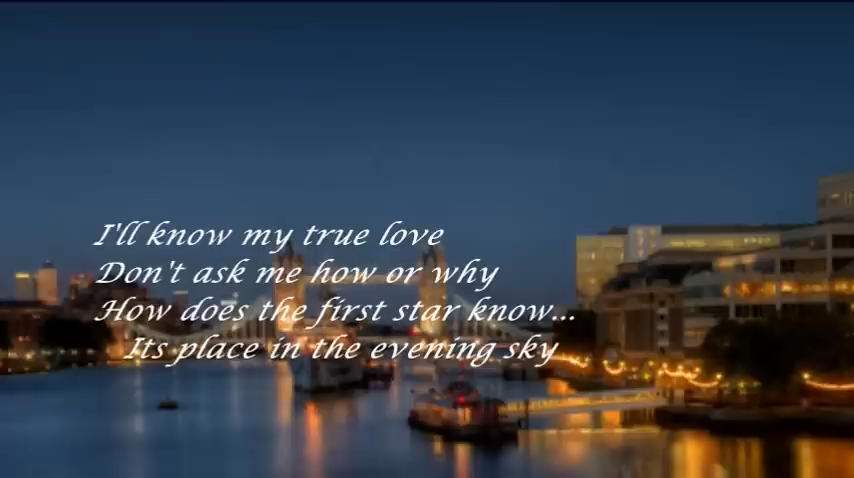 I'll know my true love
Don't ask me how or why
How does the first star know...
Its place in the evening sky